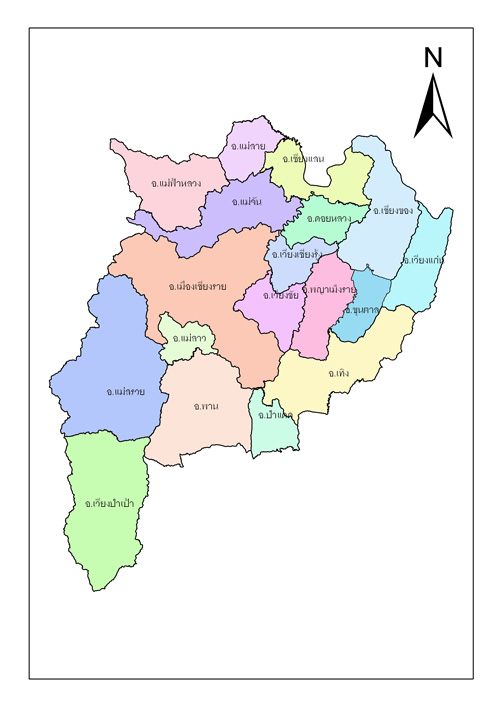 N
อ.แม่สาย
อ.เชียงแสน
อ.แม่ฟ้าหลวง
อ.แม่จัน
อ.ดอยหลวง
อ.เชียงของ
อ.เวียงเชียงรุ้ง
อ.เวียงแก่น
อ.เมืองเชียงราย
อ.เวียงชัย
อ.พญาเม็งราย
อ.ขุนตาล
อ.แม่ลาว
อ.เทิง
อ.แม่สรวย
อ.พาน
อ.ป่าแดด
อ.เวียงป่าเป้า